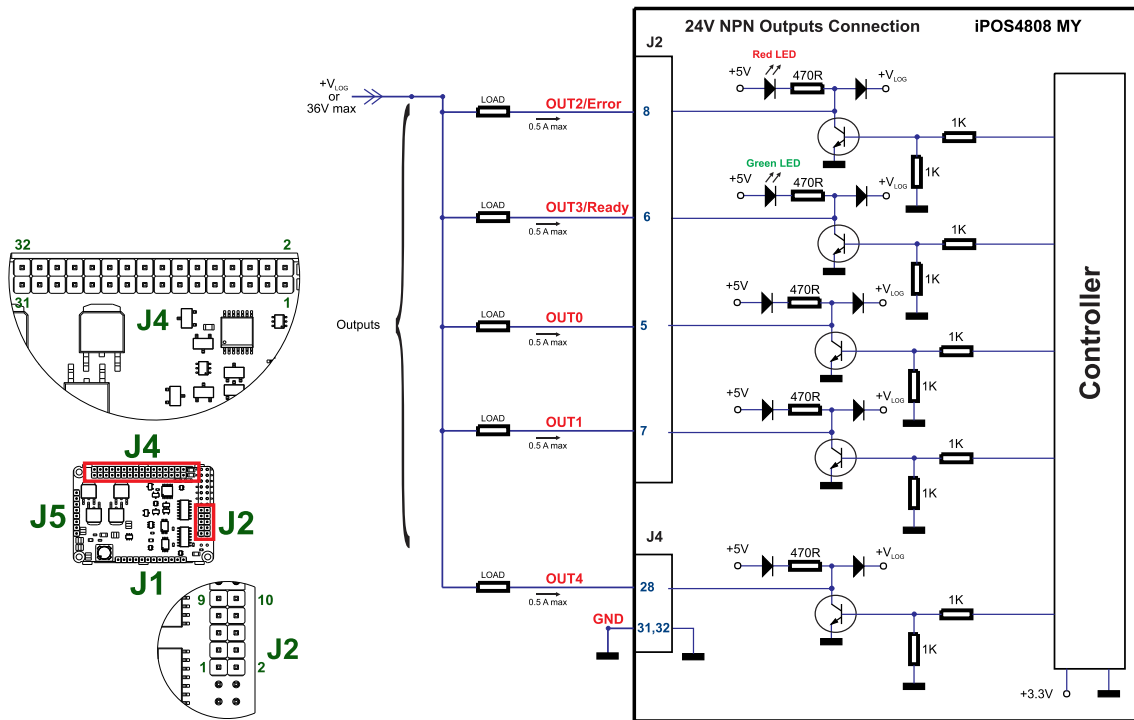 24V NPN Outputs Connection
iPOS4808 MY
J2
Red LED
+5V
470R
+VLOG
+VLOG
or
36V max
LOAD
OUT2/Error
0.5 A max
8
1K
1K
Green LED
+5V
470R
+VLOG
LOAD
OUT3/Ready
0.5 A max
6
1K
1K
32
2
31
1
J4
+5V
470R
+VLOG
Outputs
LOAD
OUT0
0.5 A max
5
1K
1K
Controller
+5V
470R
+VLOG
LOAD
OUT1
0.5 A max
7
1K
1K
J4
J5
J2
J1
J4
+5V
470R
+VLOG
LOAD
OUT4
0.5 A max
28
1K
1K
GND
31,32
9
10
J2
1
2
+3.3V